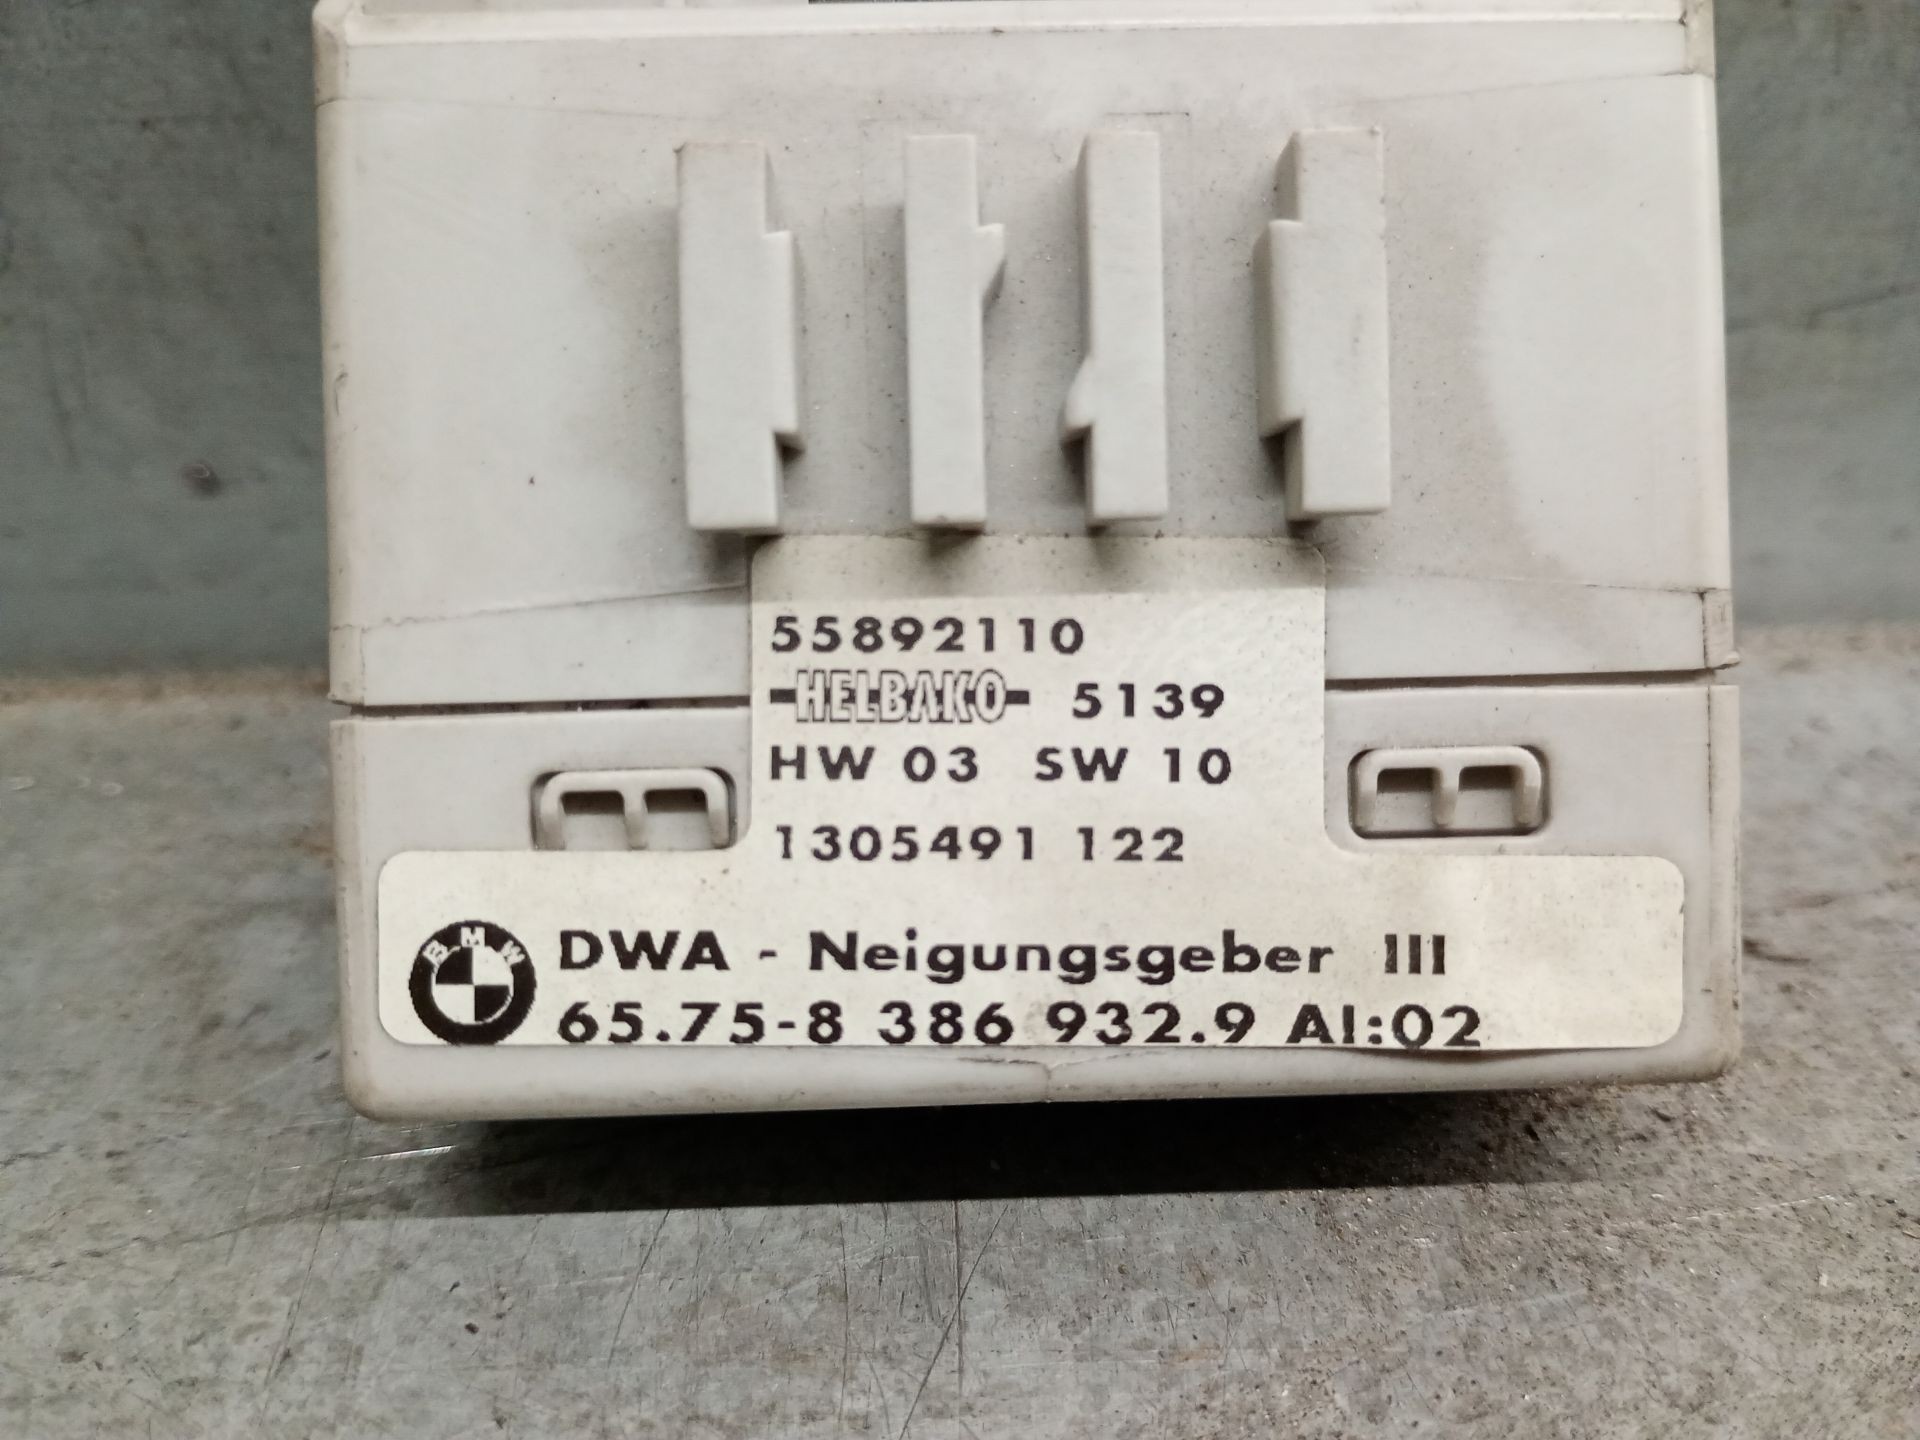 55892110
HELBAKO 5139
HW 03 SW 10
1305491 122
BMW
DWA - Neigungsgeber III
65.75-8 386 932.9 AI:02